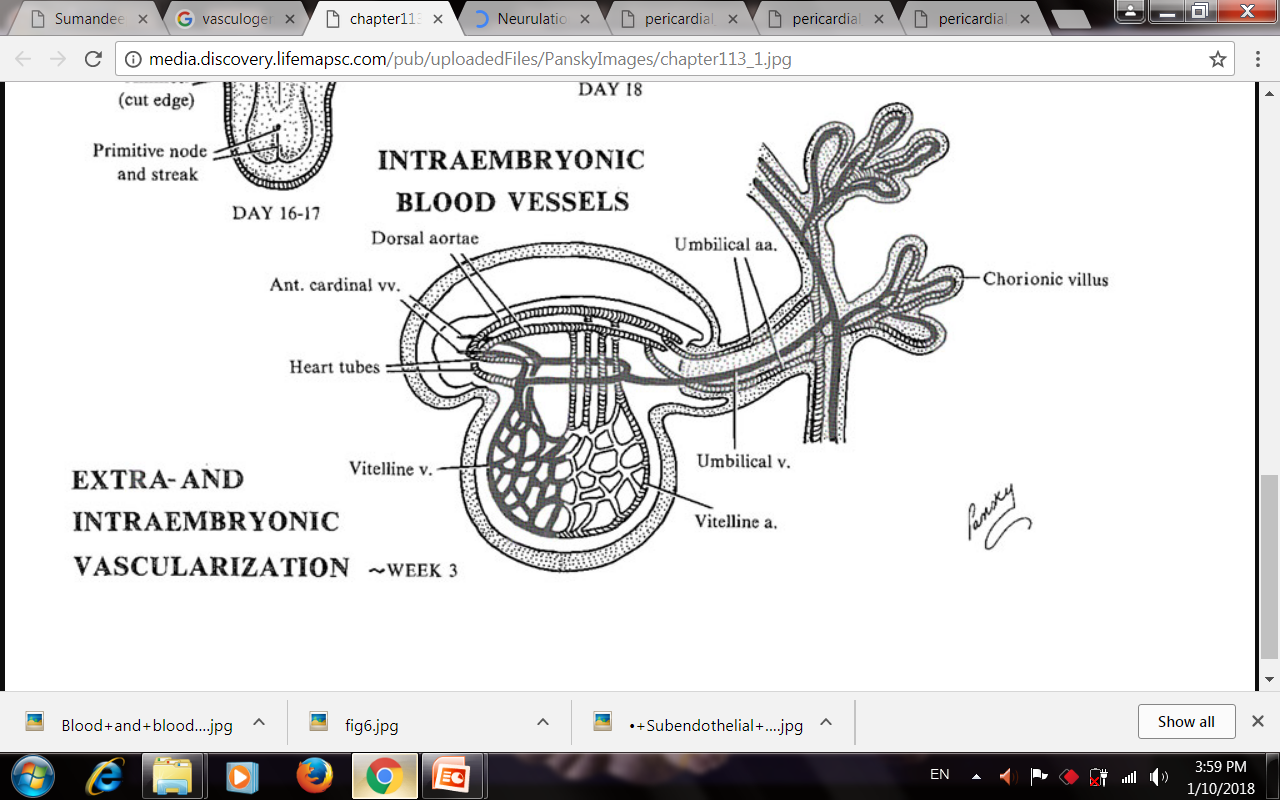 Sumandee
vasculoger
chapter113
Neurulatio
pericardial
pericardial
pericardial
media.discovery.lifemapsc.com/pub/uploadedFiles/PanskyImages/chapter113_1.jpg
(cut edge)
DAY 18
Primitive node
and streak
DAY 16-17
INTRAEMBRYONIC
BLOOD VESSELS
Dorsal aortae
Umbilical aa.
Ant. cardinal vv.
Chorionic villus
Heart tubes
Vitelline v.
Umbilical v.
Vitelline a.
EXTRA- AND
INTRAEMBRYONIC
VASCULARIZATION ~WEEK 3
Pansky
Blood+and+blood....jpg
fig6.jpg
•+Subendothelial+....jpg
Show all
EN
3:59 PM
1/10/2018